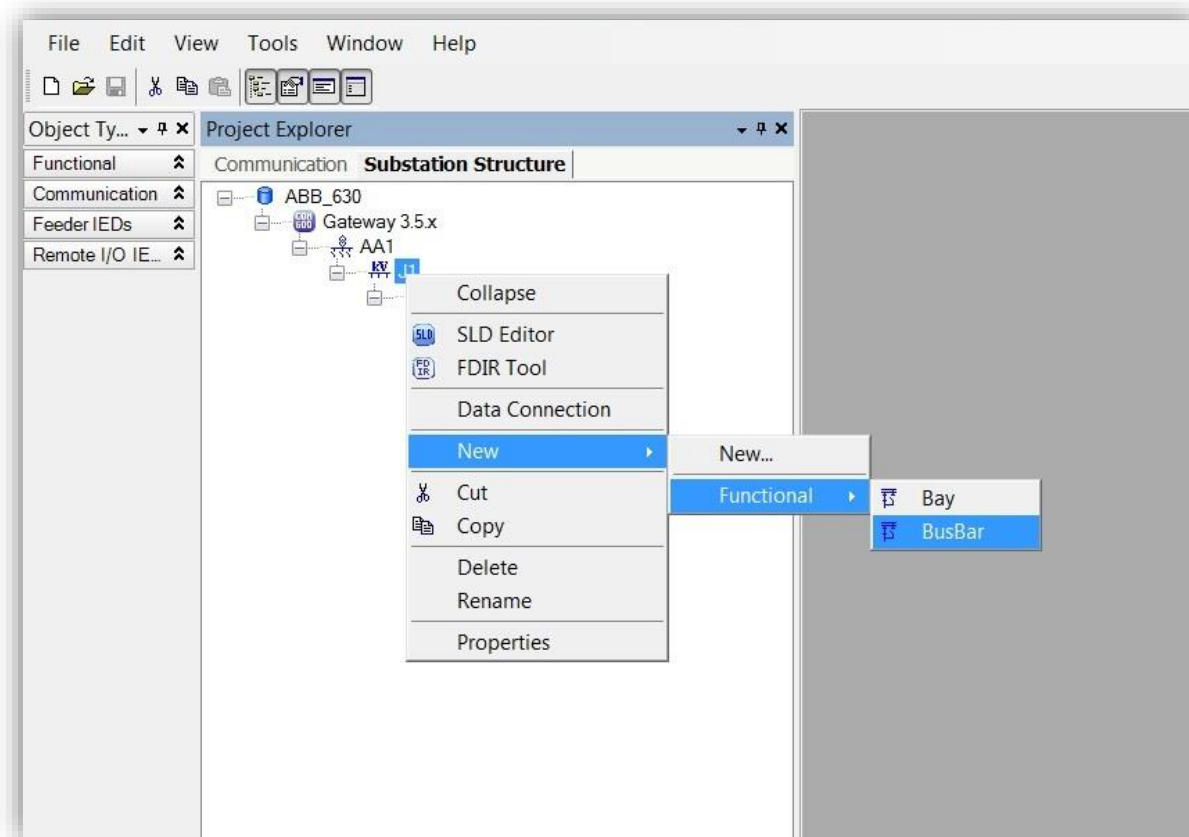 File Edit View Tools Window Help
Object Ty...
Project Explorer
Functional
Communication Substation Structure
Communication
Feeder IEDs
Remote I/O IE...
ABB_630
Gateway 3.5.x
AA1
J1
Collapse
SLD SLD Editor
FDIR FDIR Tool
Data Connection
New
New...
Cut
Functional
Bay
Copy
BusBar
Delete
Rename
Properties